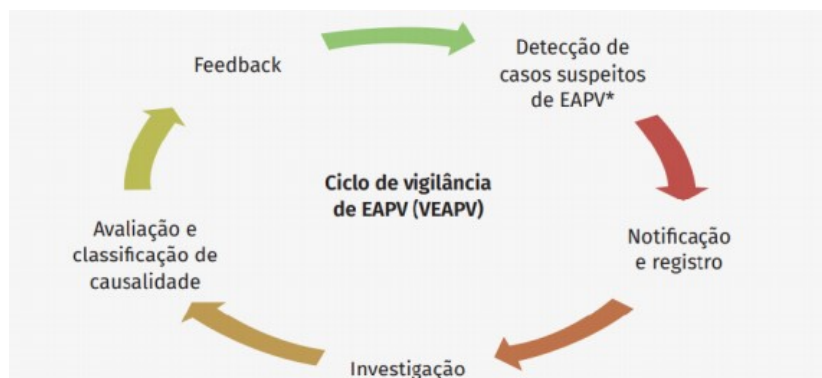 Feedback
Detecção de
casos suspeitos
de EAPV*
Ciclo de vigilância
de EAPV (VEAPV)
Notificação
e registro
Avaliação e
classificação de
causalidade
Investigação